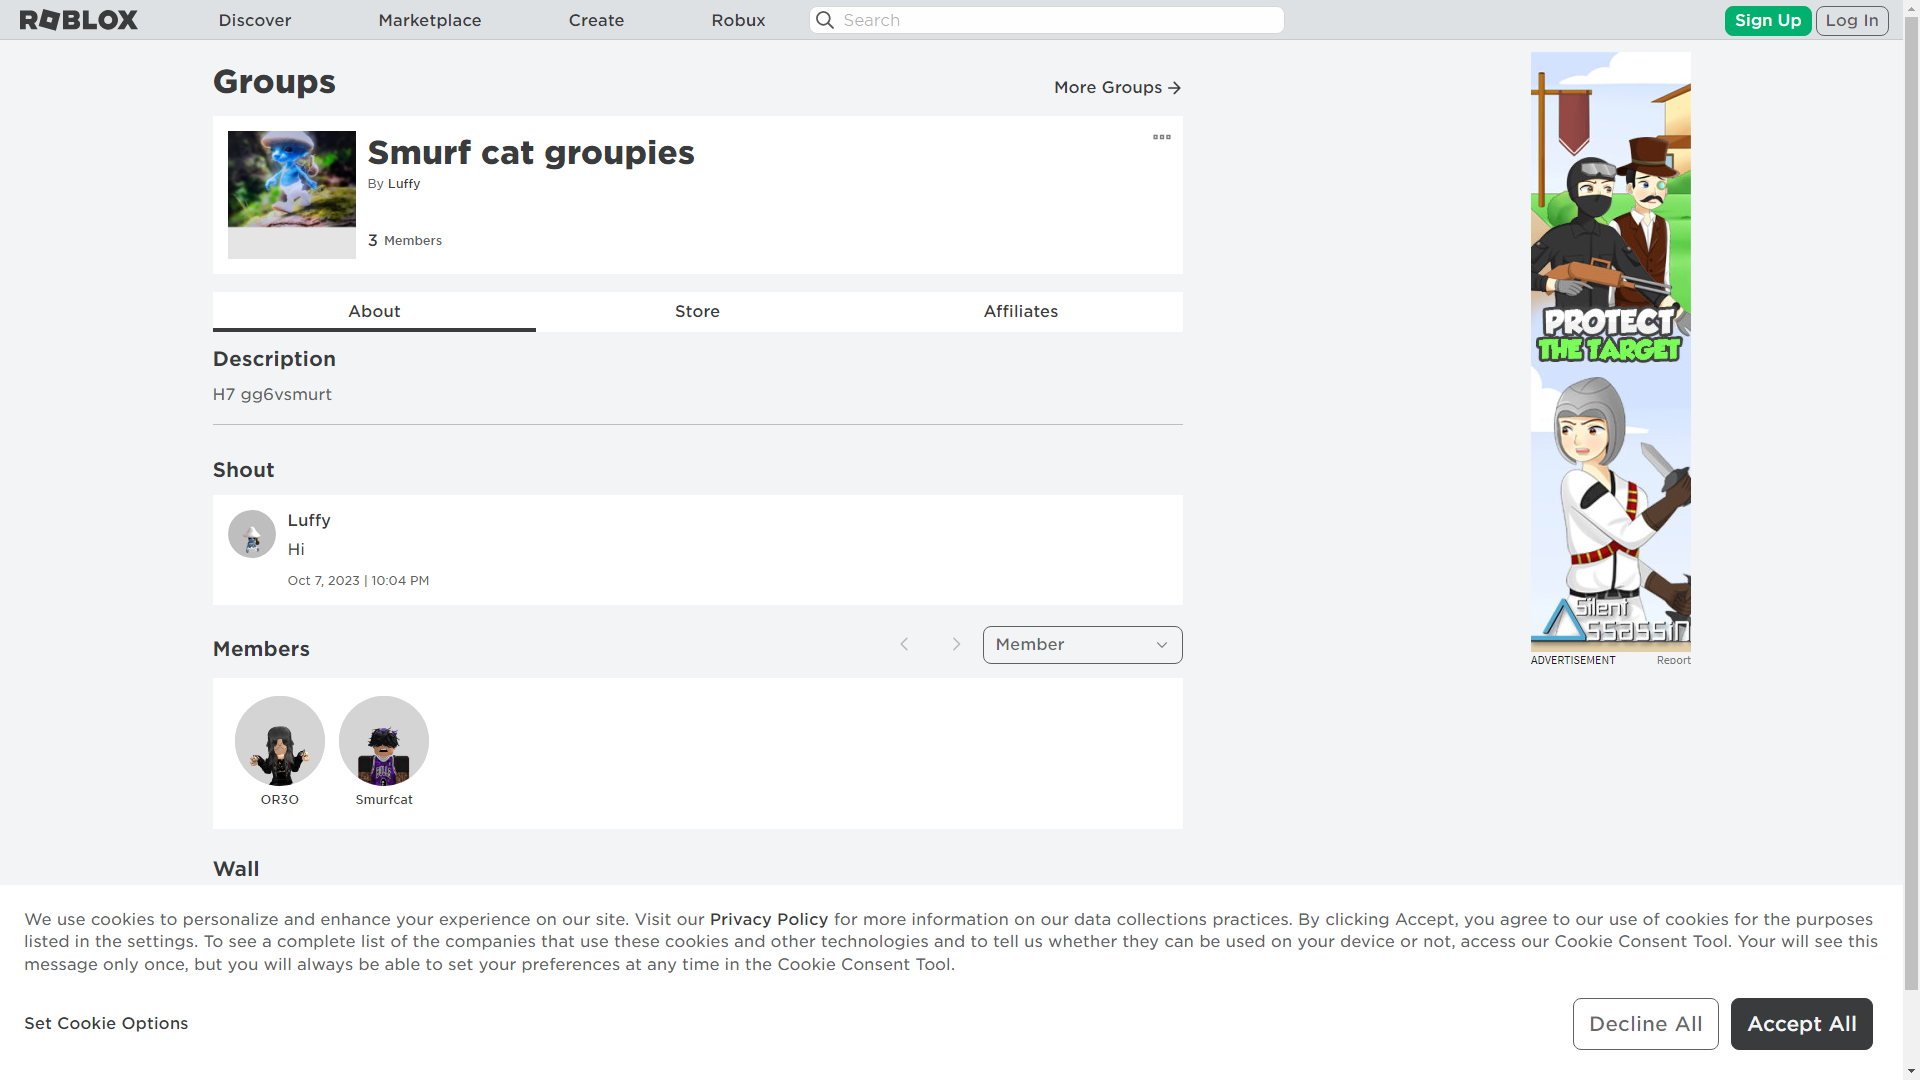 ROBLOX
Discover
Marketplace
Create
Robux
Search
Sign Up
Log In
Groups
More Groups
Smurf cat groupies
By Luffy
3 Members
About
Store
Affiliates
Description
H7 gg6vsmurt
Shout
Luffy
Hi
Oct 7, 2023 | 10:04 PM
Members
Member
OR3O
Smurfcat
Wall
PROTECT
THE TARGET
Silent
Assassin
ADVERTISEMENT
Report
We use cookies to personalize and enhance your experience on our site. Visit our Privacy Policy for more information on our data collections practices. By clicking Accept, you agree to our use of cookies for the purposes
listed in the settings. To see a complete list of the companies that use these cookies and other technologies and to tell us whether they can be used on your device or not, access our Cookie Consent Tool. Your will see this
message only once, but you will always be able to set your preferences at any time in the Cookie Consent Tool.
Set Cookie Options
Decline All
Accept All